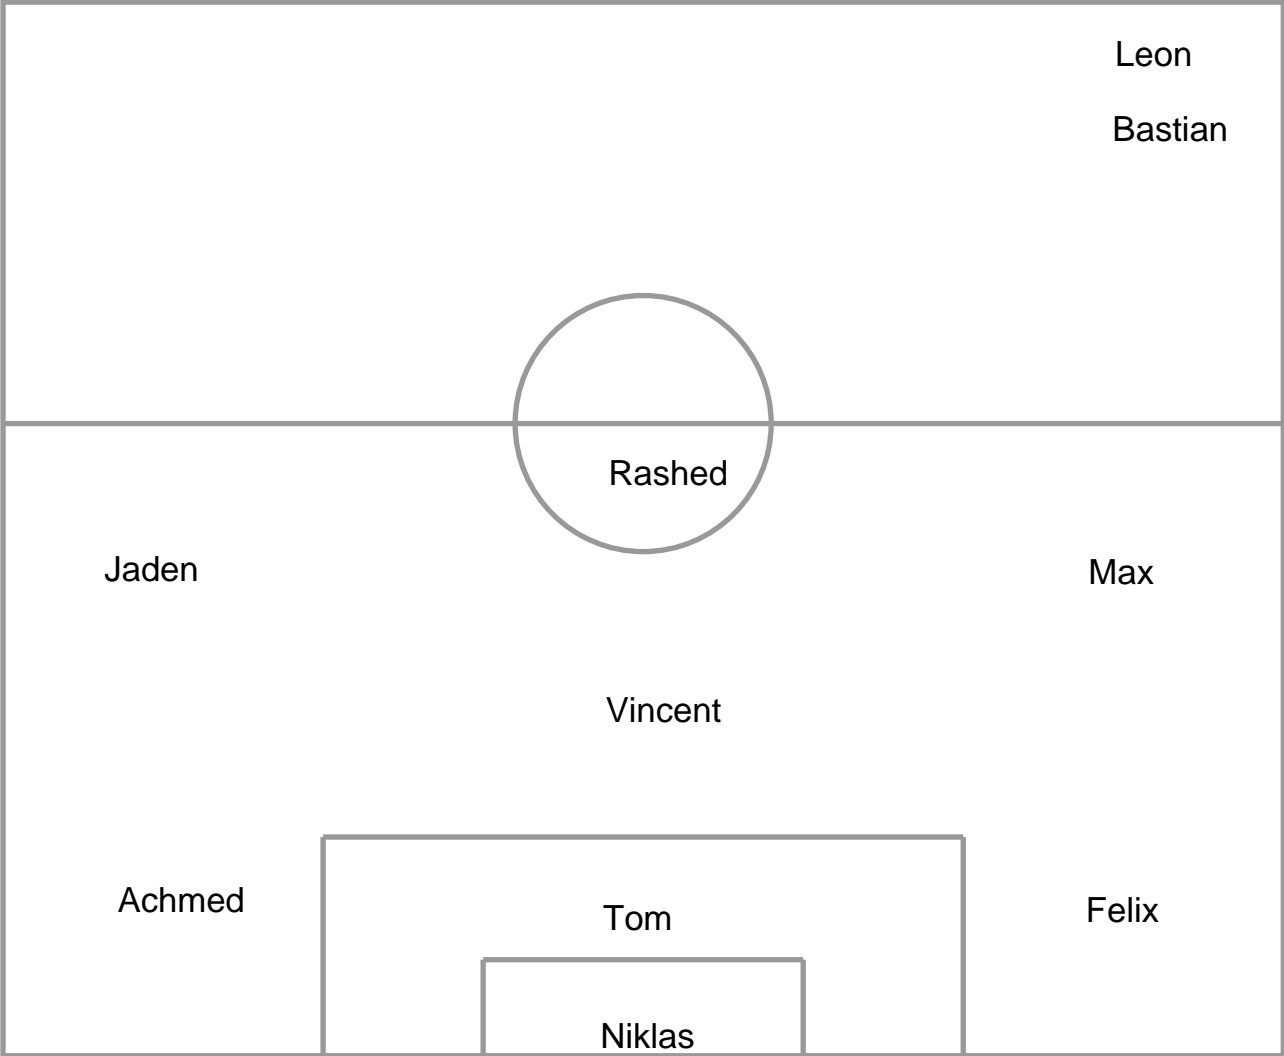 Leon
Bastian
Rashed
Jaden
Max
Vincent
Achmed
Tom
Felix
Niklas